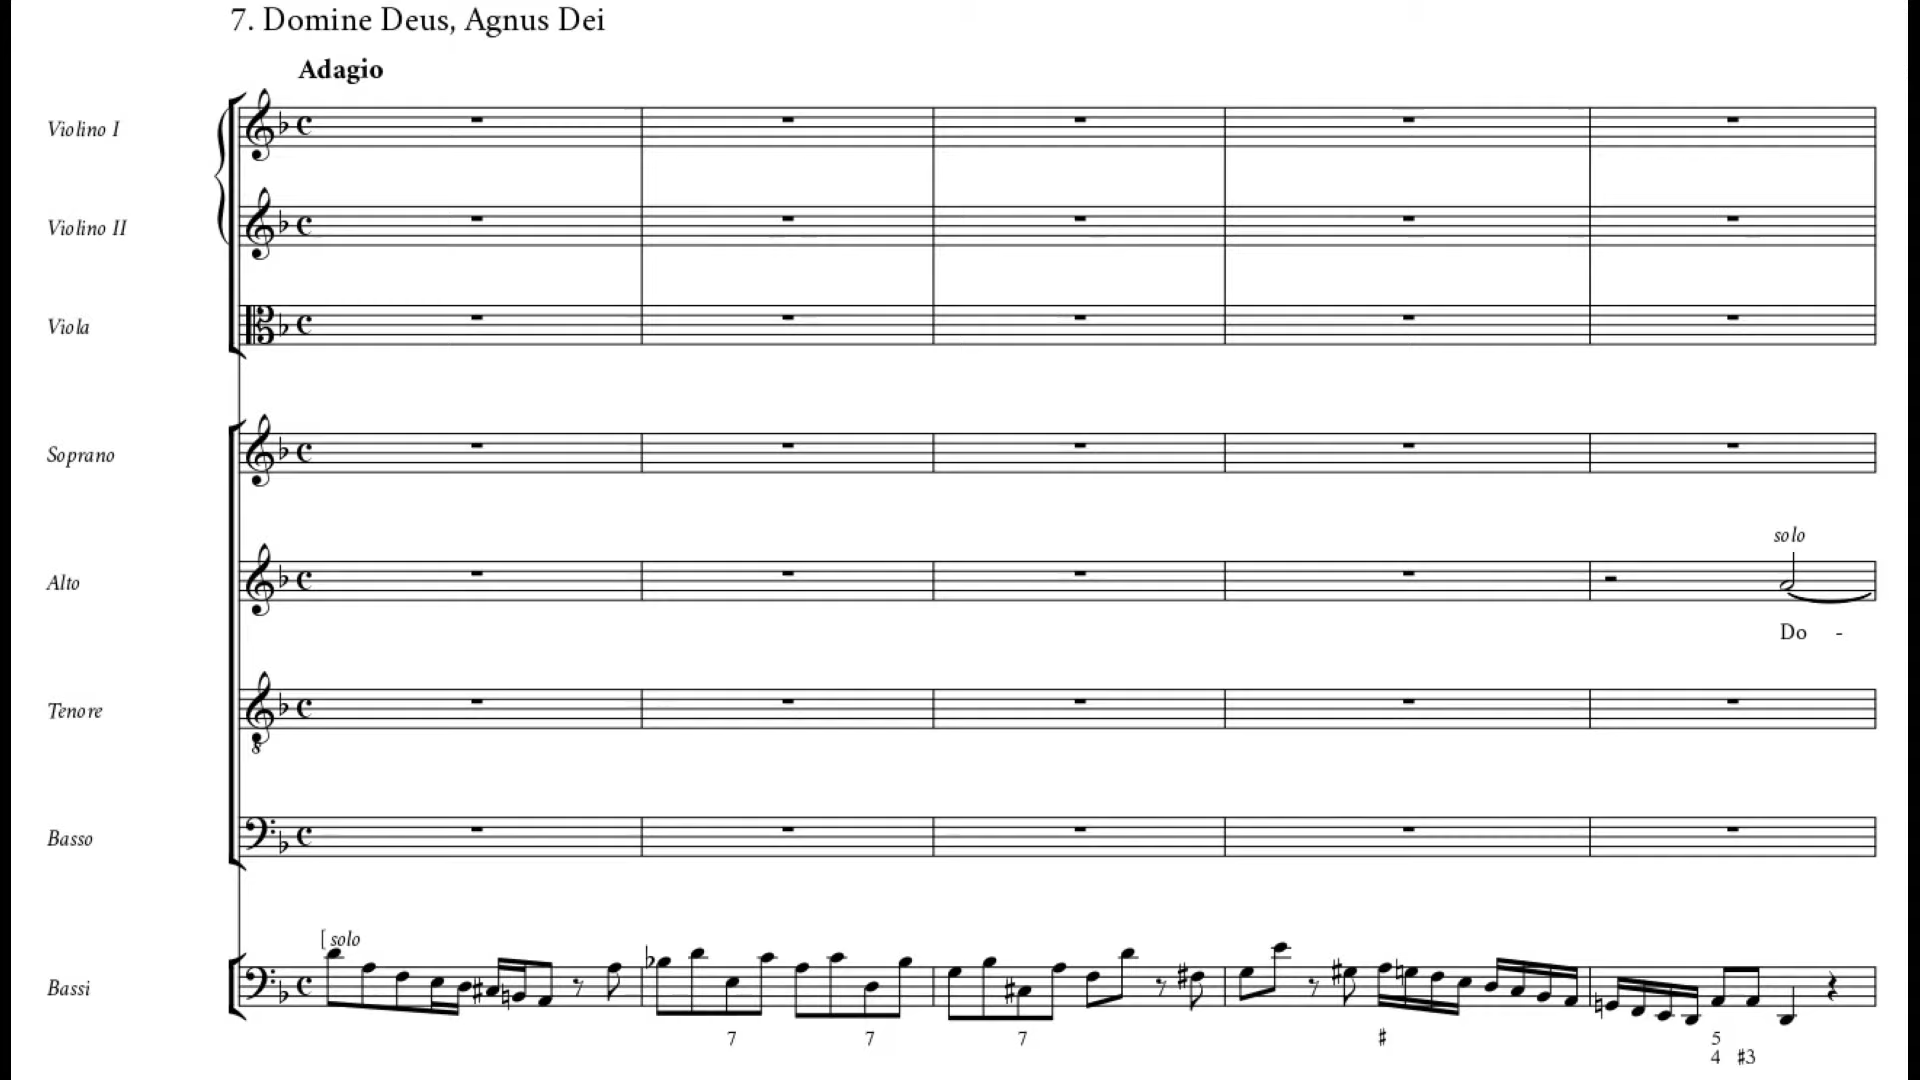 7. Domine Deus, Agnus Dei
Adagio
Violino I
Violino II
Viola
Soprano
solo
Alto
Do -
Tenore
8
Basso
[ solo
Bassi
7 7 7 ♯ 5
4 ♯3